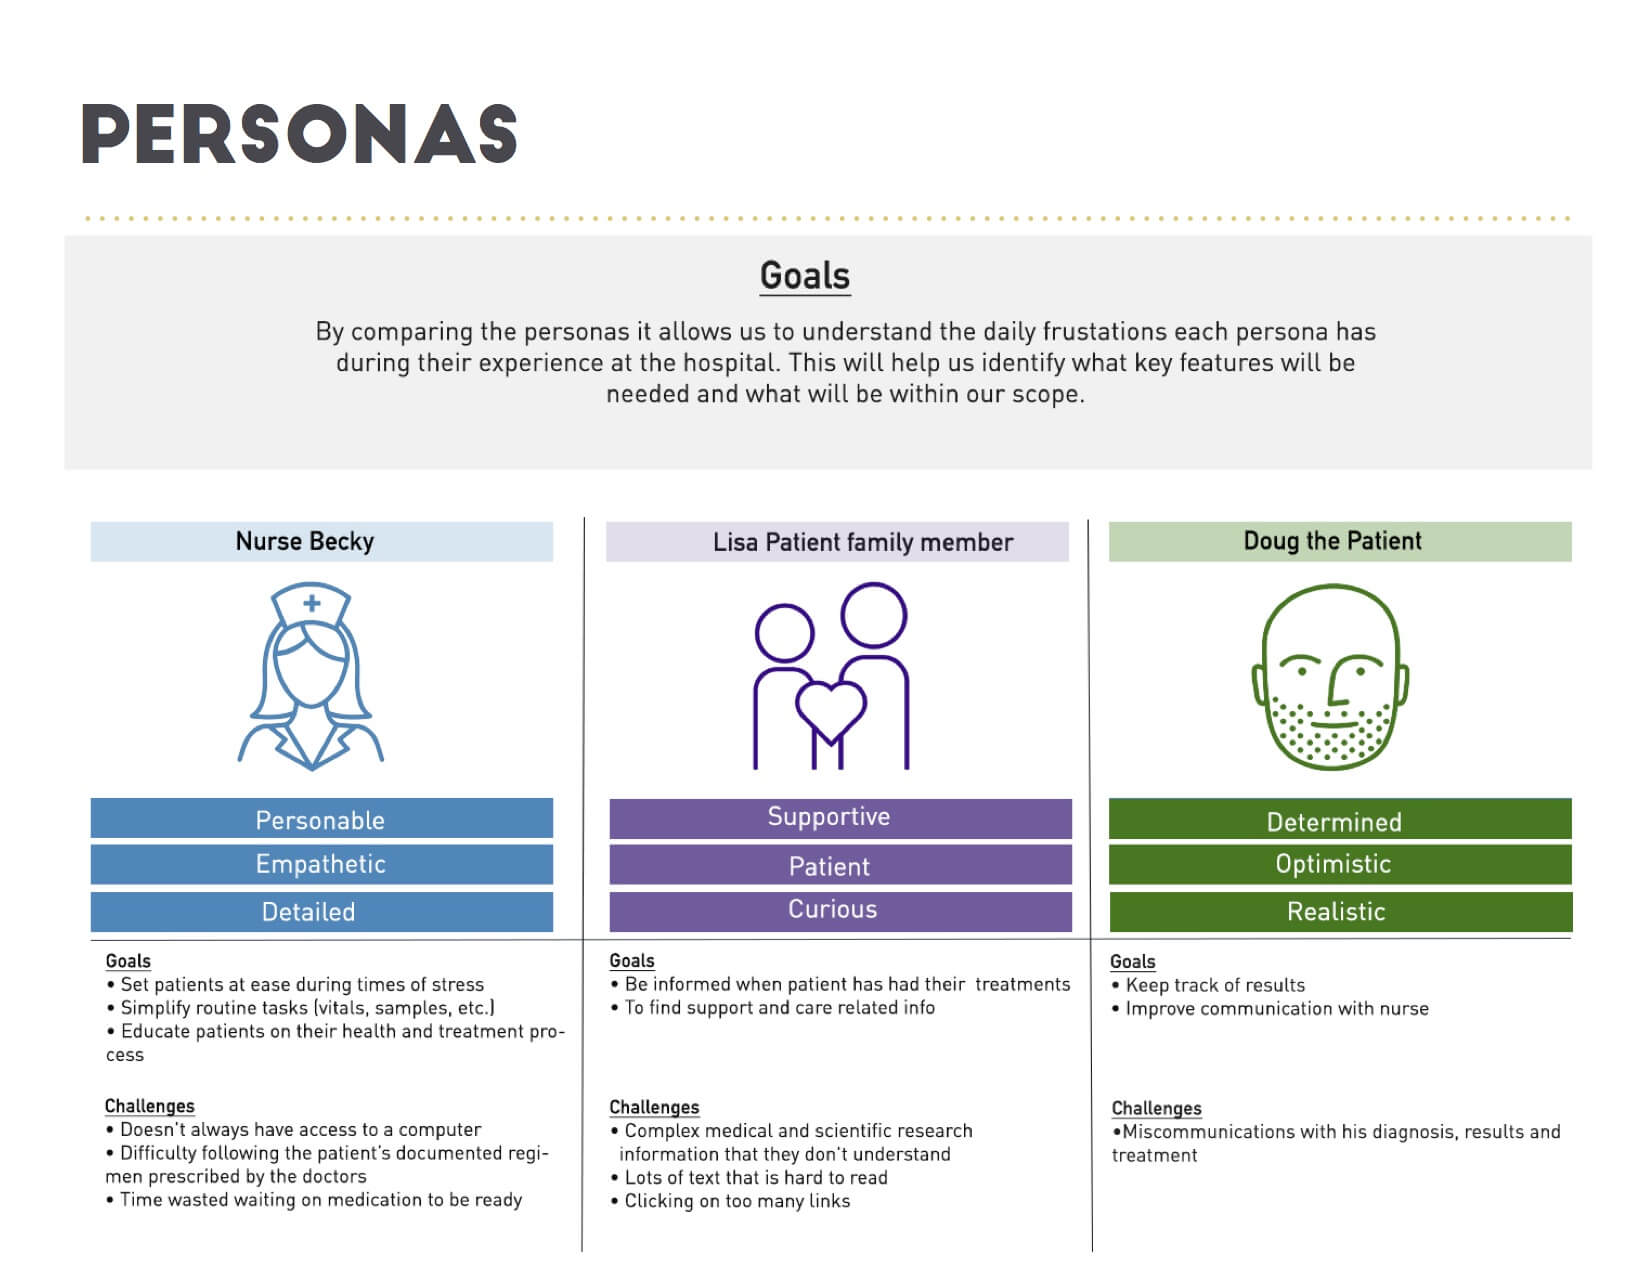 PERSONAS
Goals
By comparing the personas it allows us to understand the daily frustations each persona has
during their experience at the hospital. This will help us identify what key features will be
needed and what will be within our scope.
Nurse Becky
Personable
Empathetic
Detailed
Goals
• Set patients at ease during times of stress
• Simplify routine tasks (vitals, samples, etc.)
• Educate patients on their health and treatment pro-
cess
Challenges
• Doesn't always have access to a computer
• Difficulty following the patient's documented regi-
men prescribed by the doctors
• Time wasted waiting on medication to be ready
Lisa Patient family member
Supportive
Patient
Curious
Goals
• Be informed when patient has had their treatments
• To find support and care related info
Challenges
• Complex medical and scientific research
information that they don't understand
• Lots of text that is hard to read
• Clicking on too many links
Doug the Patient
Determined
Optimistic
Realistic
Goals
• Keep track of results
• Improve communication with nurse
Challenges
•Miscommunications with his diagnosis, results and
treatment